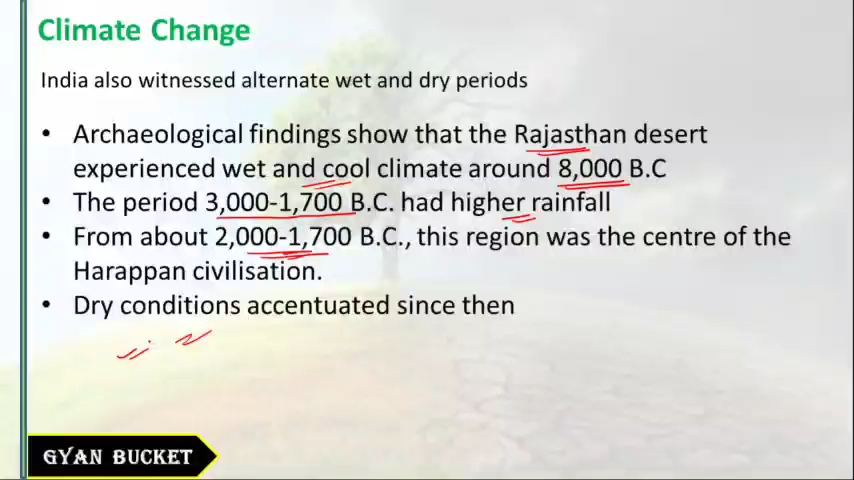 Climate Change
India also witnessed alternate wet and dry periods
• Archaeological findings show that the Rajasthan desert
experienced wet and cool climate around 8,000 B.C
• The period 3,000-1,700 B.C. had higher rainfall
• From about 2,000-1,700 B.C., this region was the centre of the
Harappan civilisation.
• Dry conditions accentuated since then
GYAN BUCKET